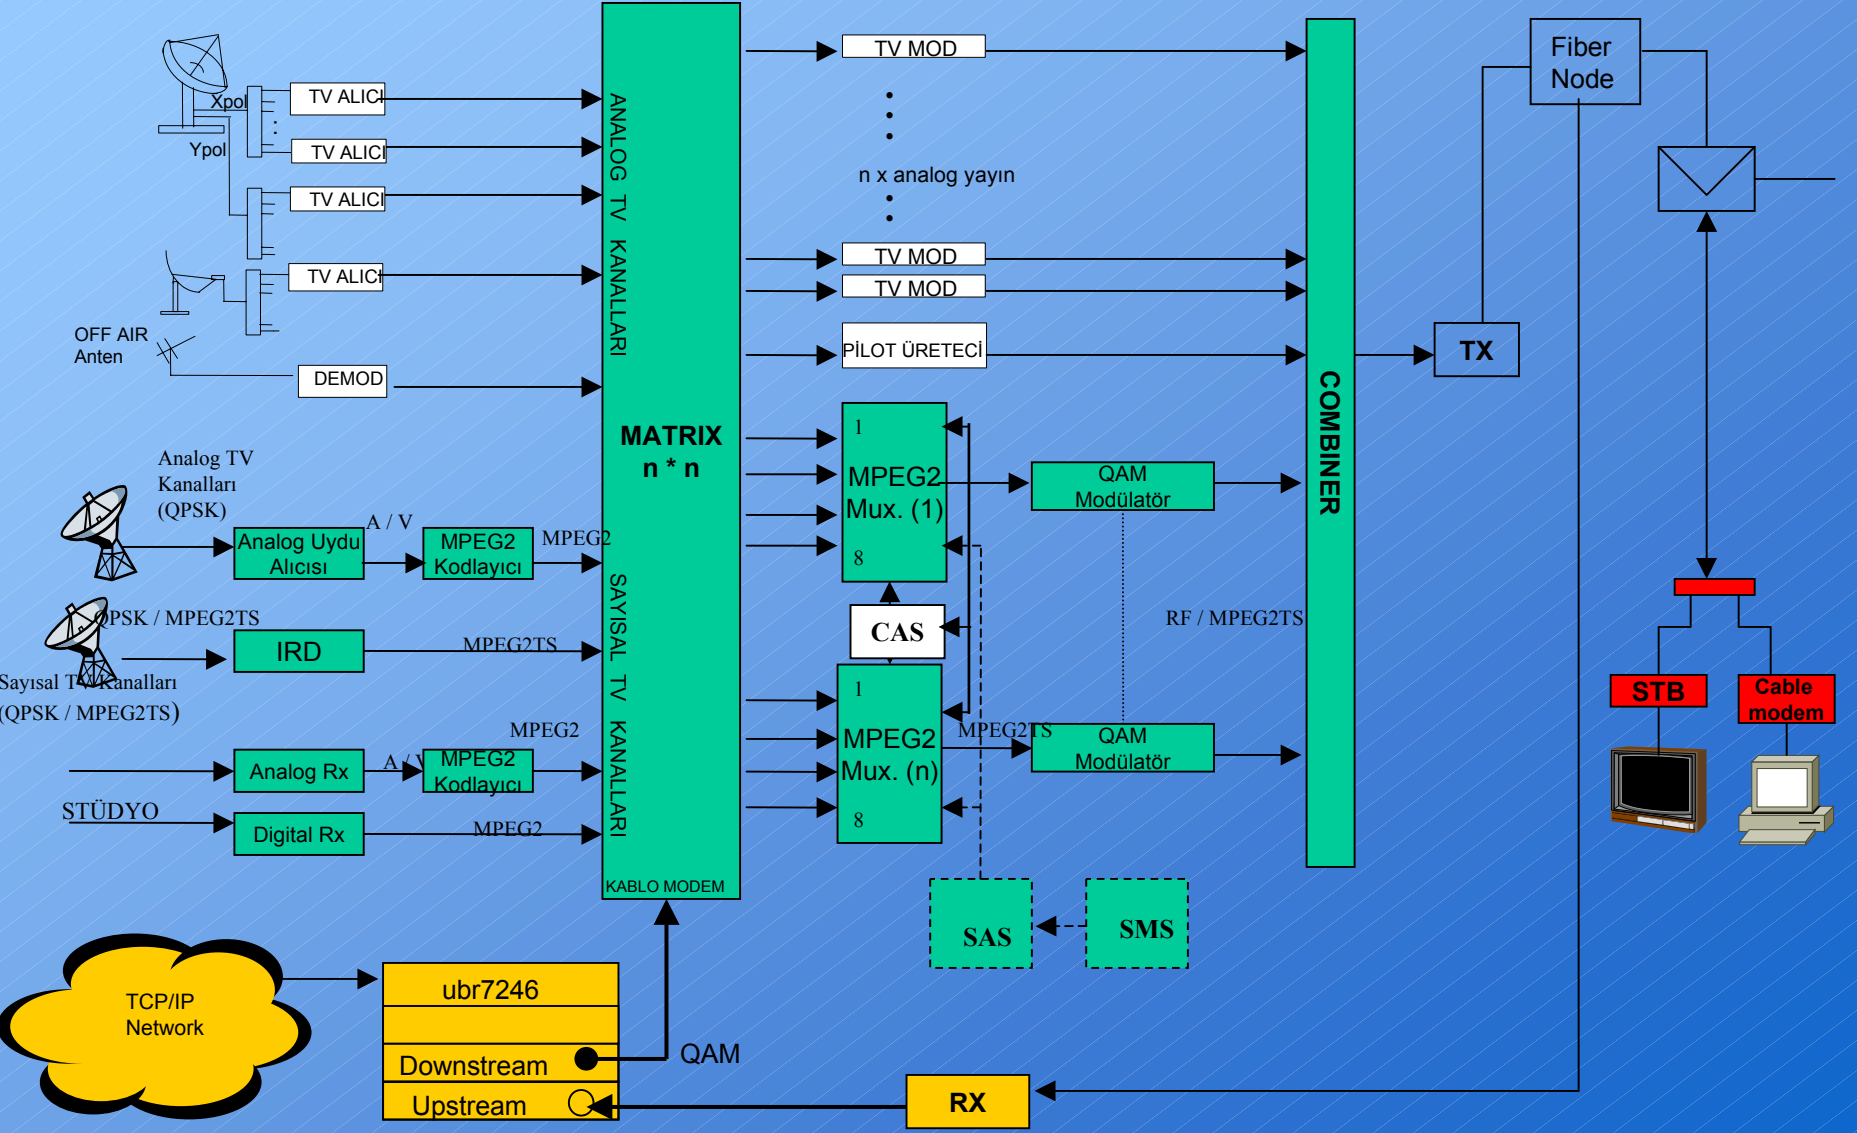 TV MOD
Fiber
Node
Xpol
TV ALICI
Ypol
TV ALICI
TV ALICI
n x analog yayın
TV ALICI
TV MOD
TV MOD
OFF AIR
Anten
DEMOD
PİLOT ÜRETECİ
TX
ANALOG TV KANALLARI
MATRIX
n * n
COMBINER
1
MPEG2
Mux. (1)
8
QAM
Modülatör
Analog TV
Kanalları
(QPSK)
A / V
Analog Uydu
Alıcısı
MPEG2
Kodlayıcı
MPEG2
SAYISAL TV KANALLARI
QPSK / MPEG2TS
IRD
MPEG2TS
CAS
RF / MPEG2TS
Sayısal TV Kanalları
(QPSK / MPEG2TS)
1
MPEG2
Mux. (n)
8
MPEG2TS
QAM
Modülatör
STB
Cable
modem
MPEG2
Analog Rx
A / V
MPEG2
Kodlayıcı
STÜDYO
Digital Rx
MPEG2
KABLO MODEM
SAS
SMS
TCP/IP
Network
ubr7246
Downstream
QAM
Upstream
RX